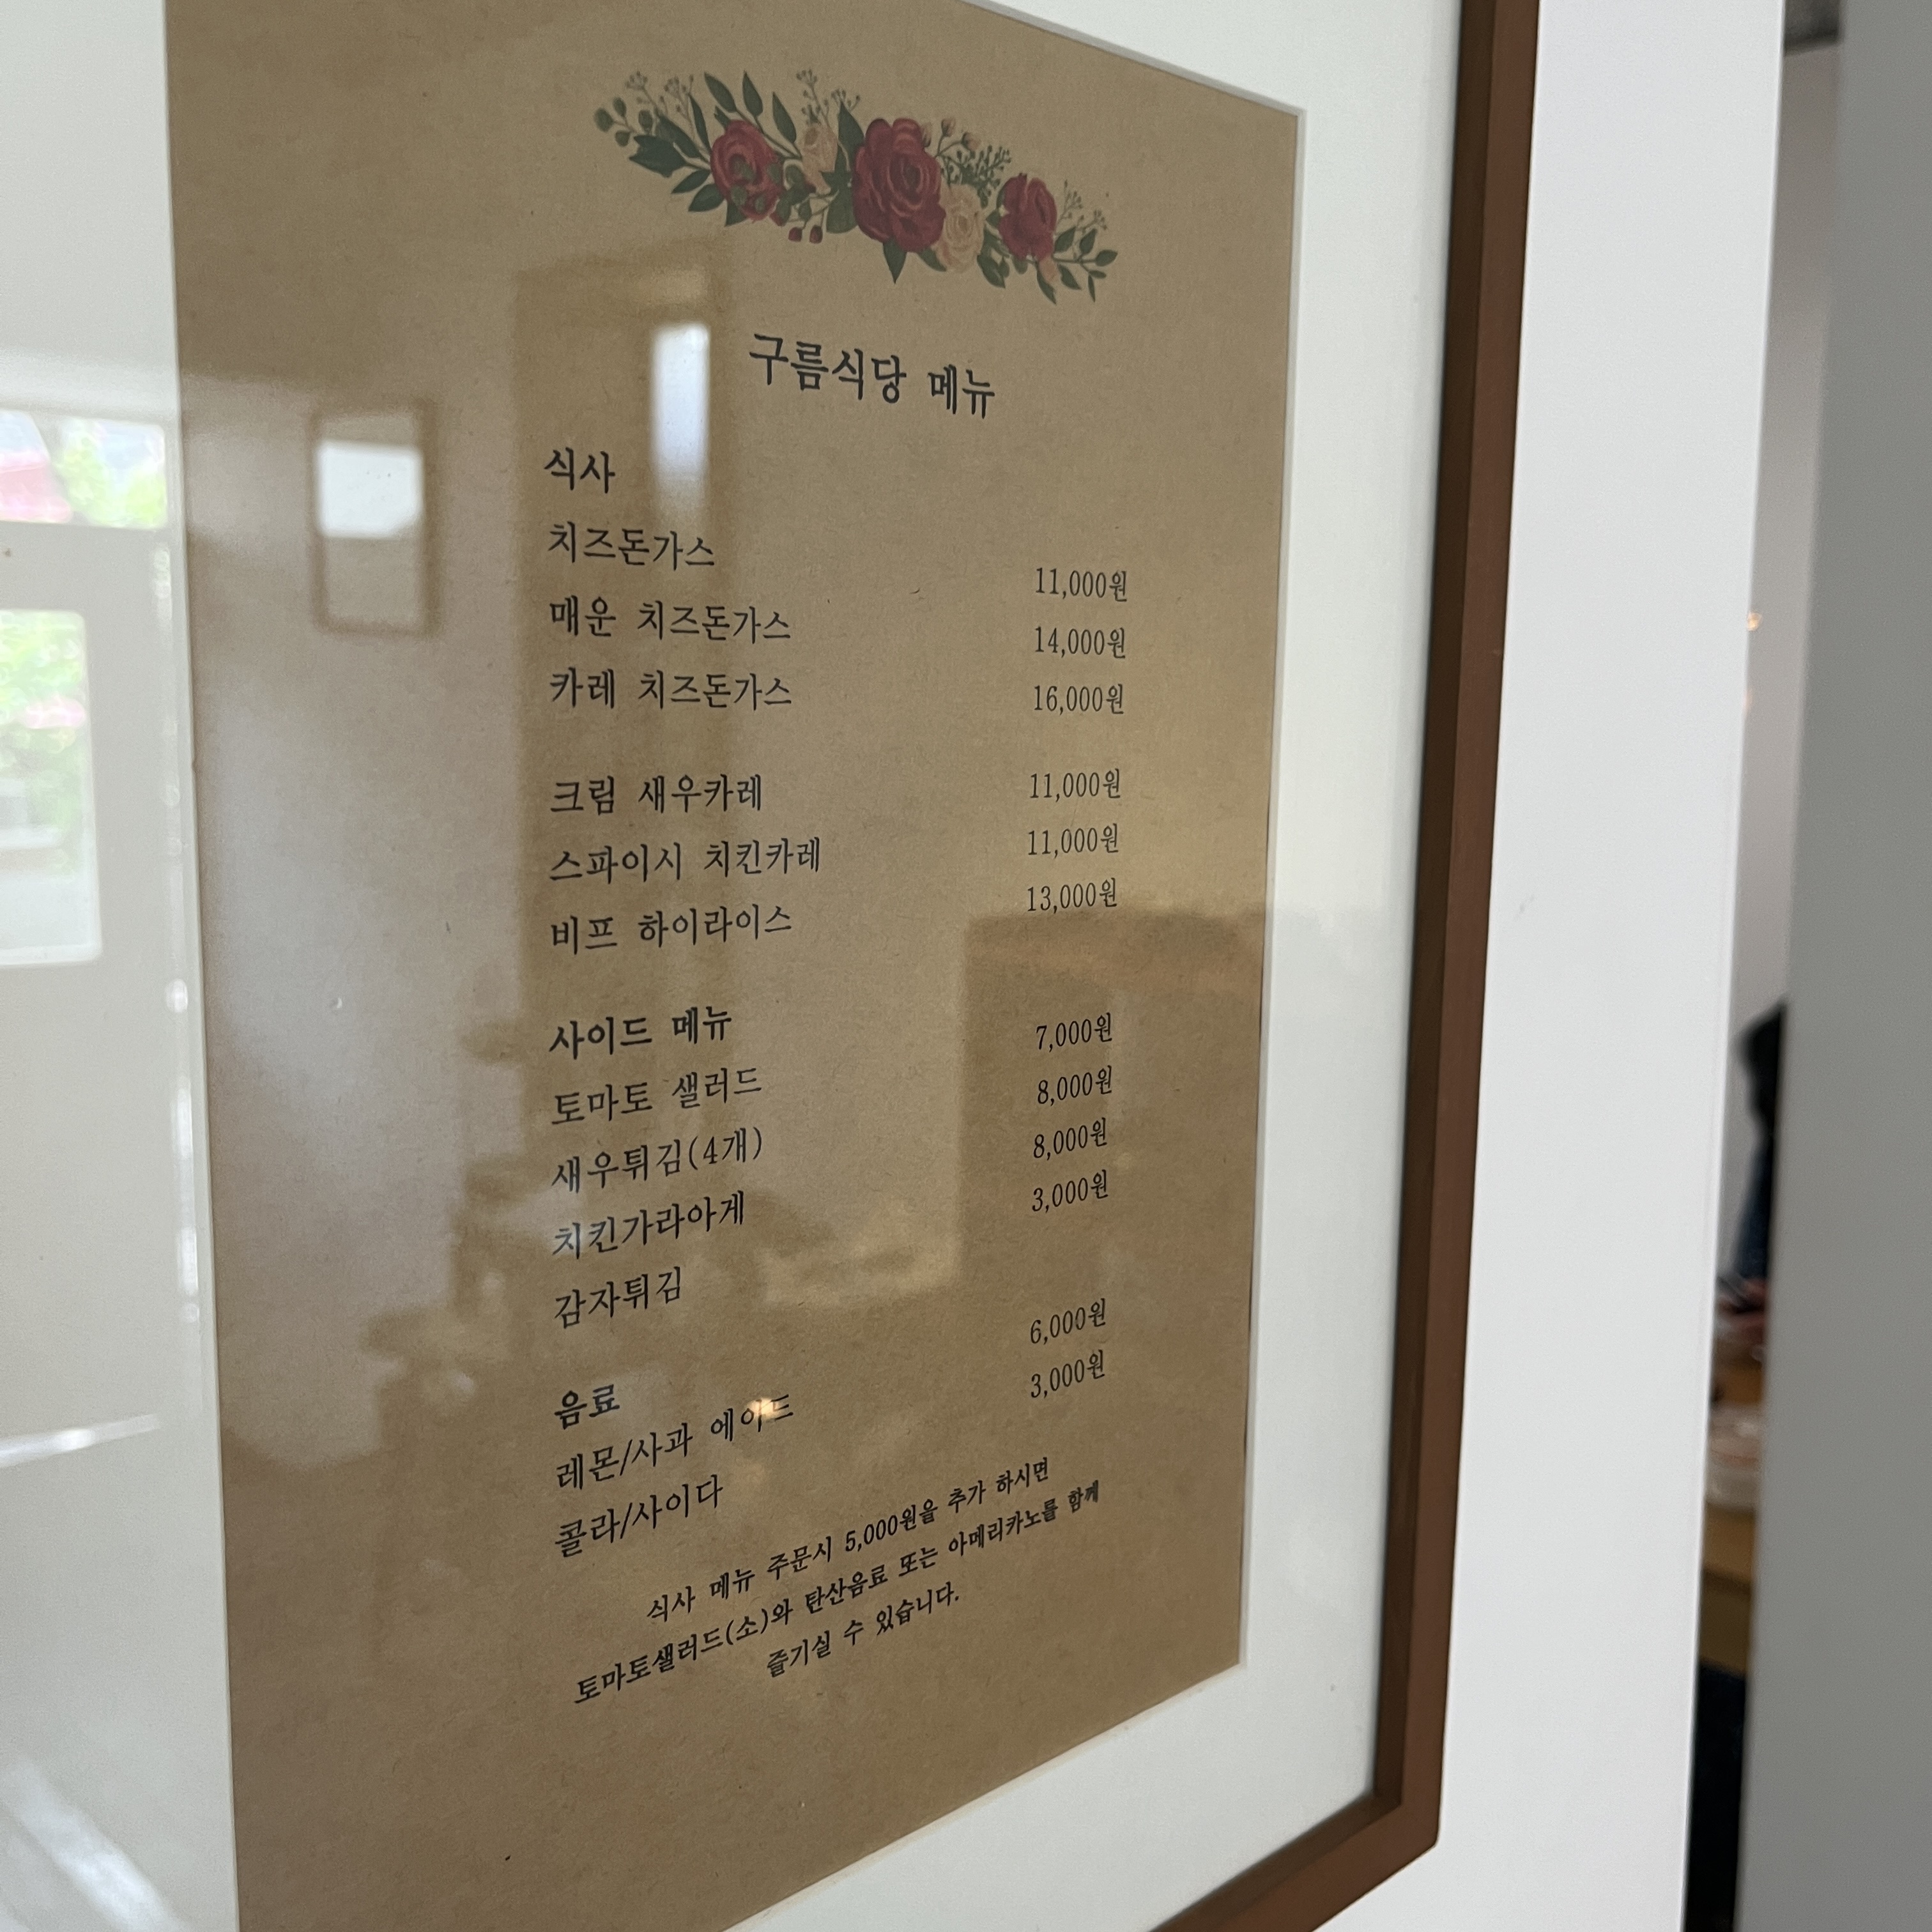 구름식당 메뉴
식사
치즈돈가스 11,000원
매운 치즈돈가스 14,000원
카레 치즈돈가스 16,000원
크림 새우카레 11,000원
스파이시 치킨카레 11,000원
비프 하이라이스 13,000원
사이드 메뉴
토마토 샐러드 7,000원
새우튀김(4개) 8,000원
치킨가라아게 8,000원
감자튀김 3,000원
음료
레몬/사과 에이드 6,000원
콜라/사이다 3,000원
식사 메뉴 주문시 5,000원을 추가 하시면
토마토샐러드(소)와 탄산음료 또는 아메리카노를 함께
즐기실 수 있습니다.